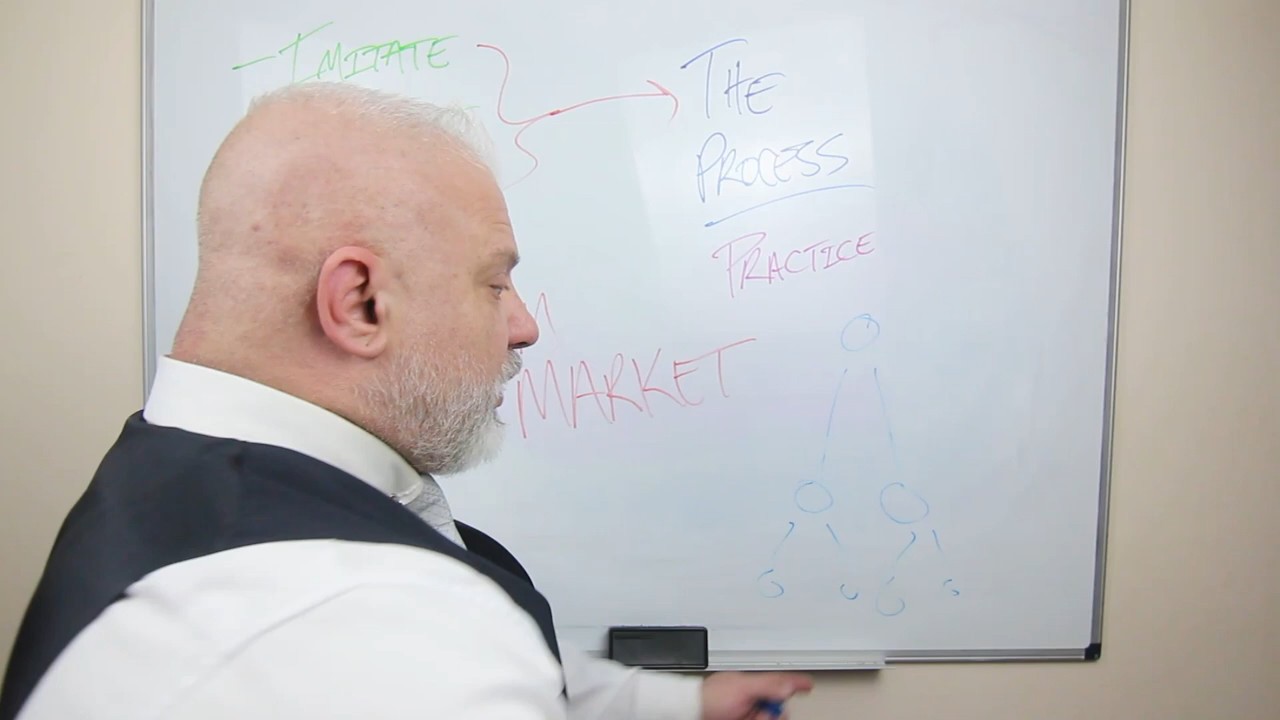 - IMITATE
THE
PROCESS
PRACTICE
MARKET